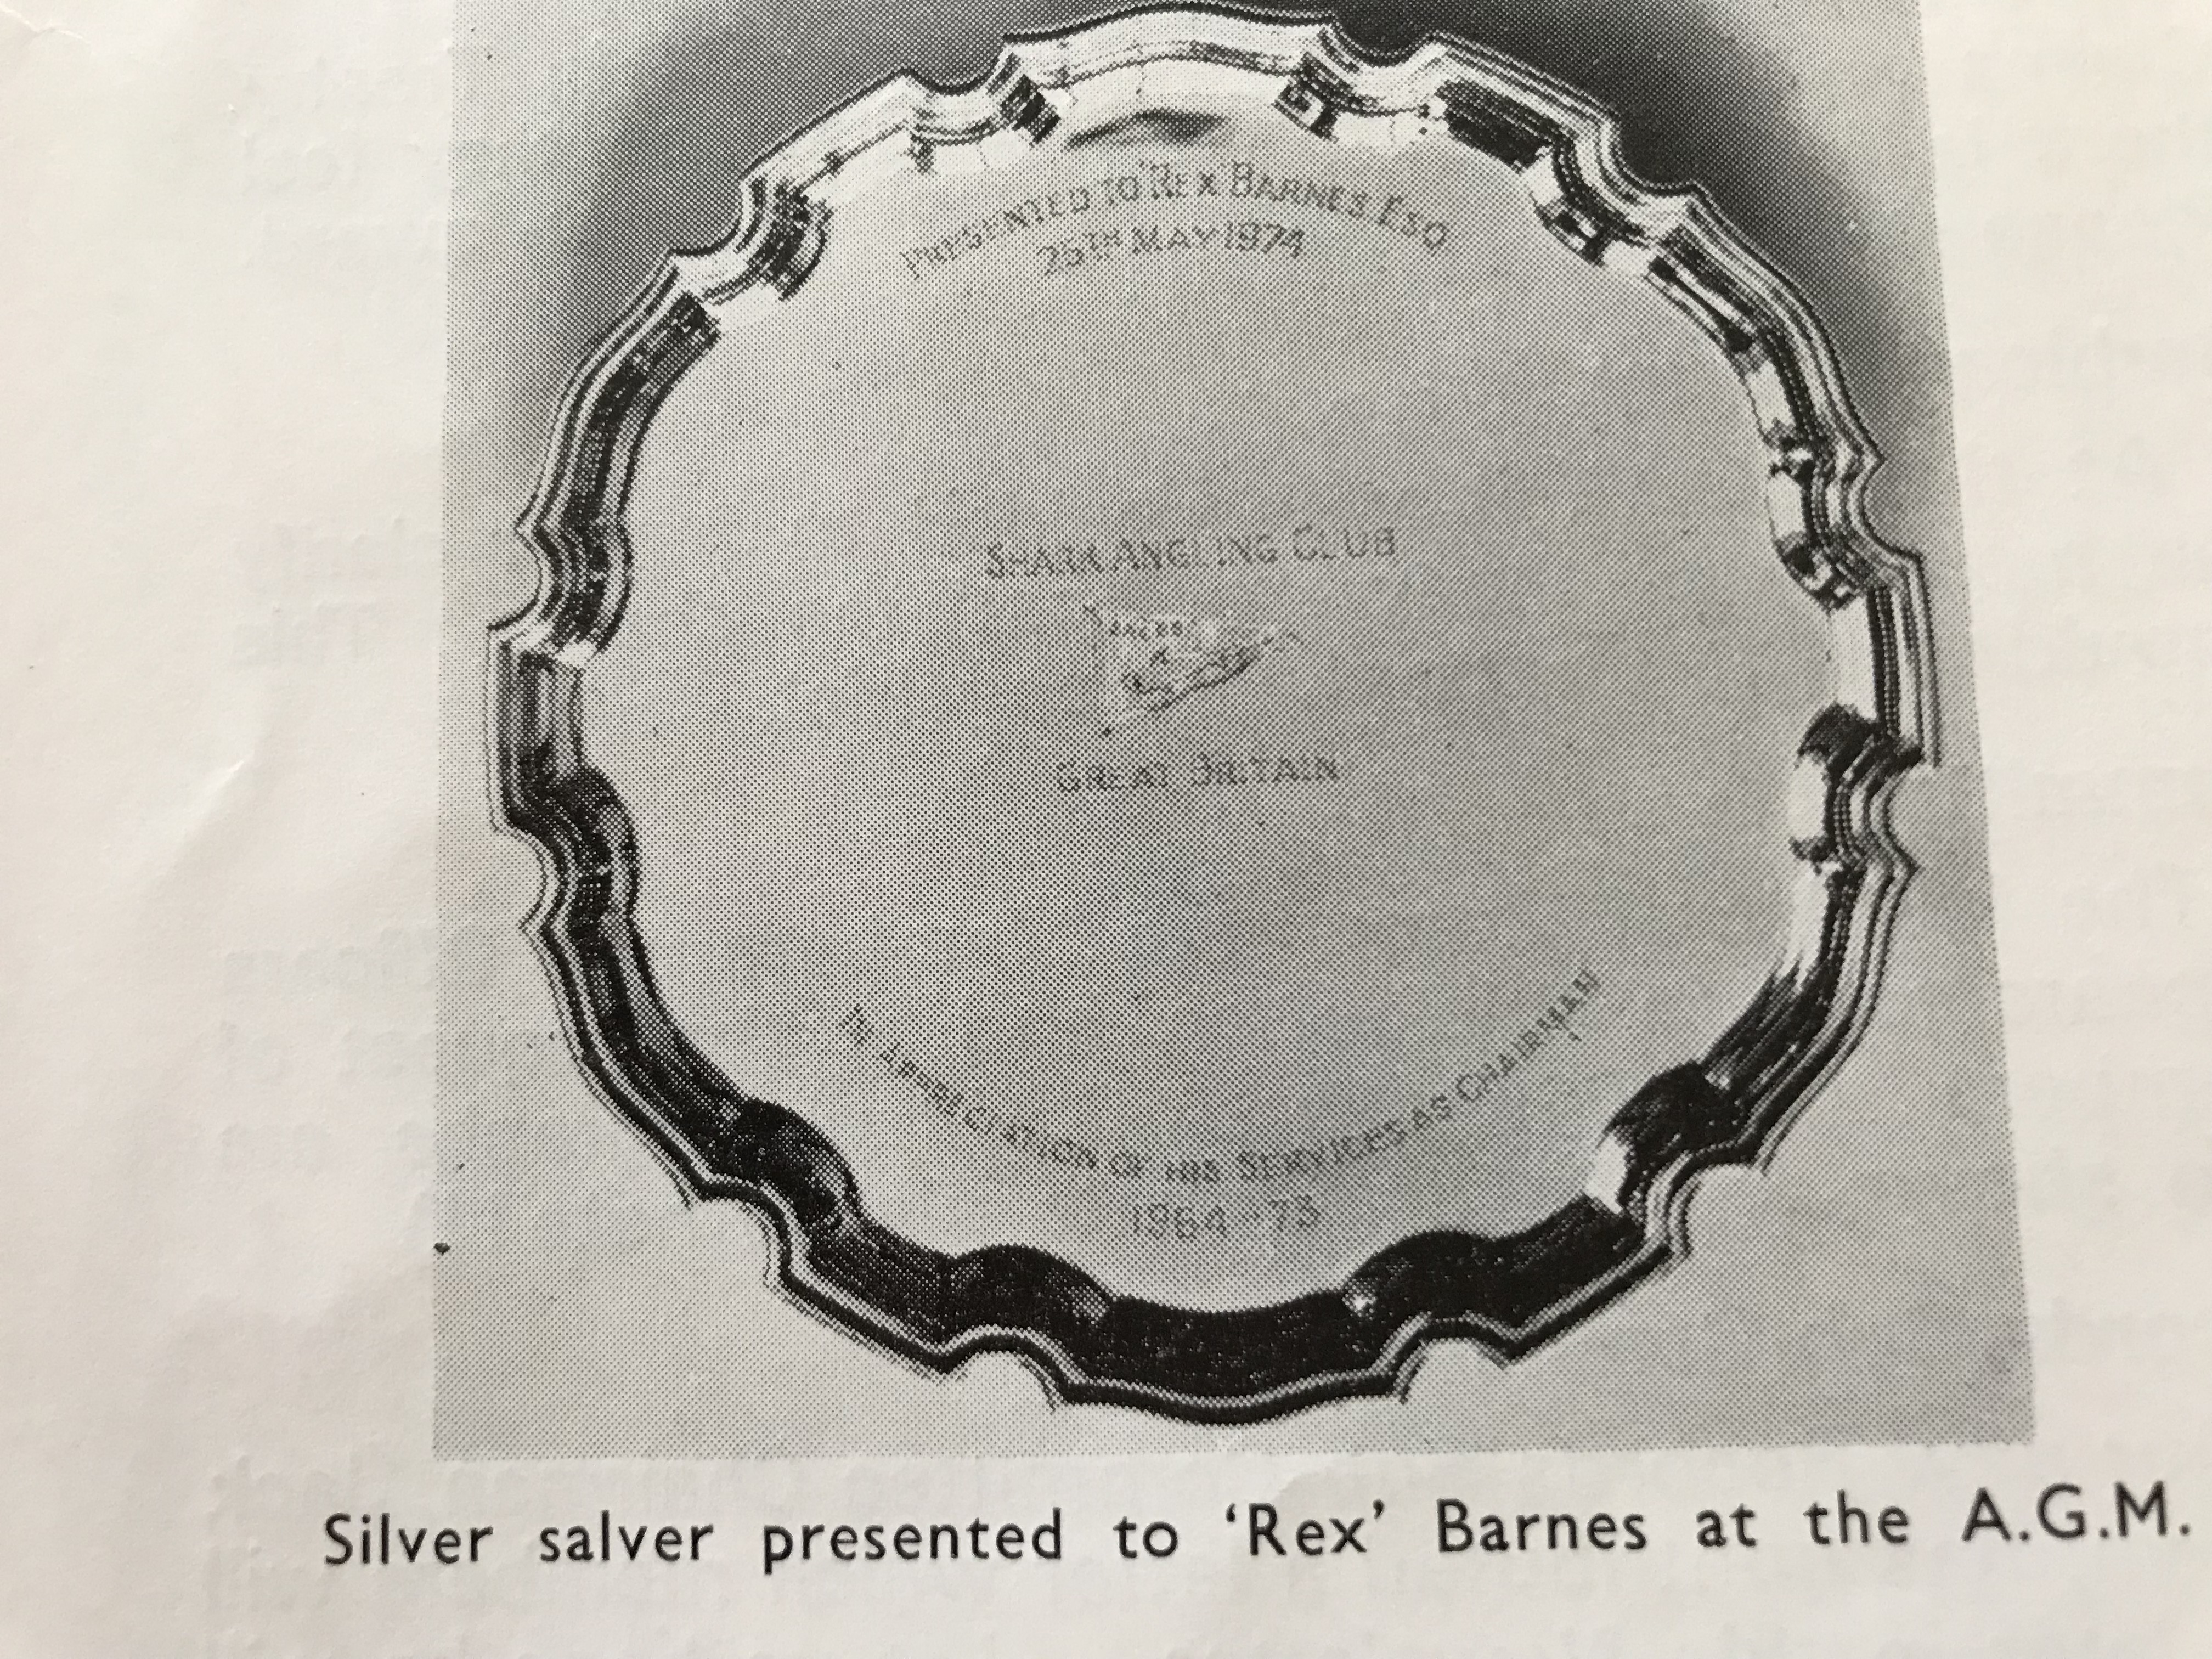 PRESENTED TO REX BARNES ESQ
25TH MAY 1974
SHARK ANGLING CLUB
GREAT BRITAIN
IN APPRECIATION OF HIS SERVICES AS CHAIRMAN
1964 - 73
Silver salver presented to ‘Rex’ Barnes at the A.G.M.